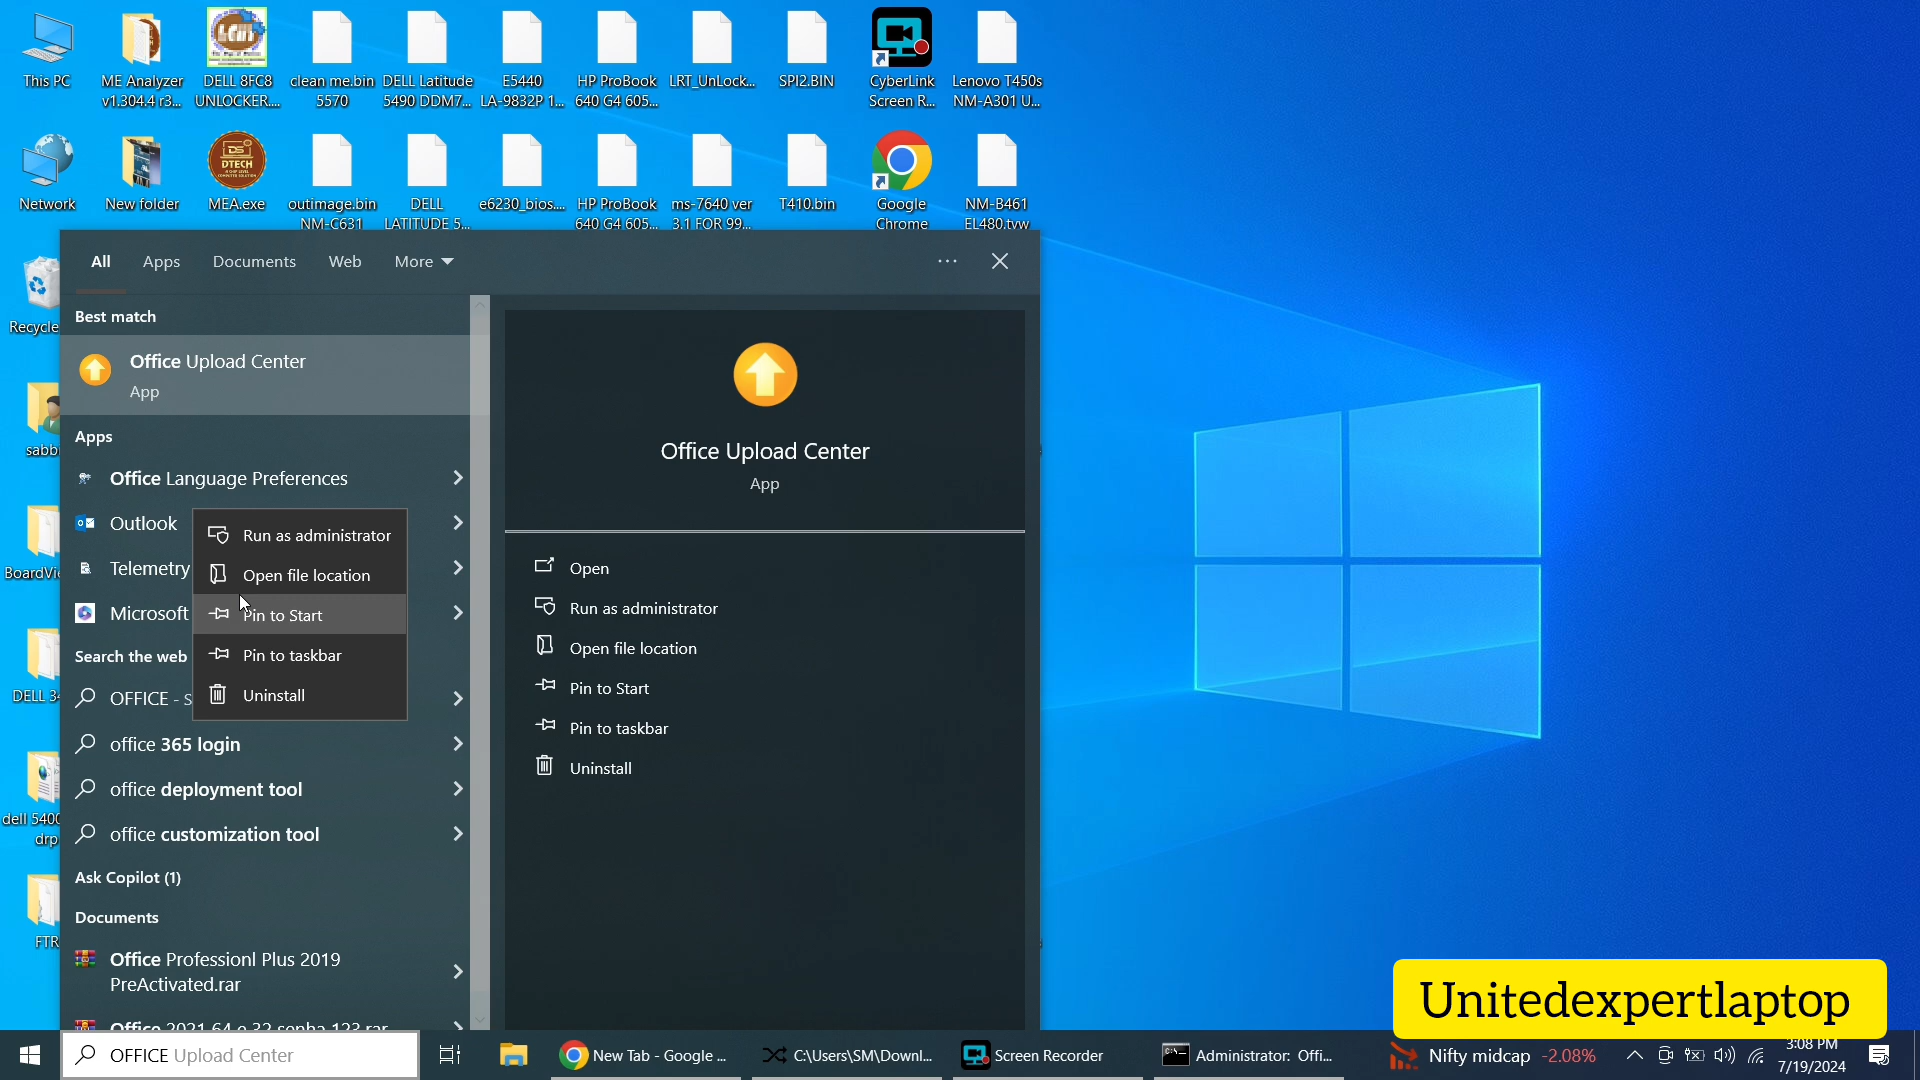 This PC
ME Analyzer
v1.304.4 r3...
DELL 8FC8
UNLOCKER....
clean me.bin
5570
DELL Latitude
5490 DDM7...
E5440
LA-9832P 1...
HP ProBook
640 G4 605...
LRT_UnLock...
SPI2.BIN
CyberLink
Screen R...
Lenovo T450s
NM-A301 U...
Network
New folder
DTECH
MEA.exe
outimage.bin
NM-C631
DELL
LATITUDE 5...
e6230_bios....
HP ProBook
640 G4 605...
ms-7640 ver
3.1 FOR 99...
T410.bin
Google
Chrome
NM-B461
EL480.tvw
Recycle
sabb
BoardVi
DELL 3
dell 5400
drp
FTR
All
Apps
Documents
Web
More
Best match
Office Upload Center
App
Apps
Office Language Preferences
Outlook
Telemetry
Microsoft
Run as administrator
Open file location
Pin to Start
Pin to taskbar
Uninstall
Search the web
OFFICE - S
office 365 login
office deployment tool
office customization tool
Ask Copilot (1)
Documents
Office Professionl Plus 2019
PreActivated.rar
Office 2021 64 e 32 senha 123.rar
Office Upload Center
App
Open
Run as administrator
Open file location
Pin to Start
Pin to taskbar
Uninstall
Unitedexpertlaptop
OFFICE Upload Center
New Tab - Google ...
C:\Users\SM\Downl...
Screen Recorder
Administrator: Offi...
Nifty midcap -2.08%
3:08 PM
7/19/2024